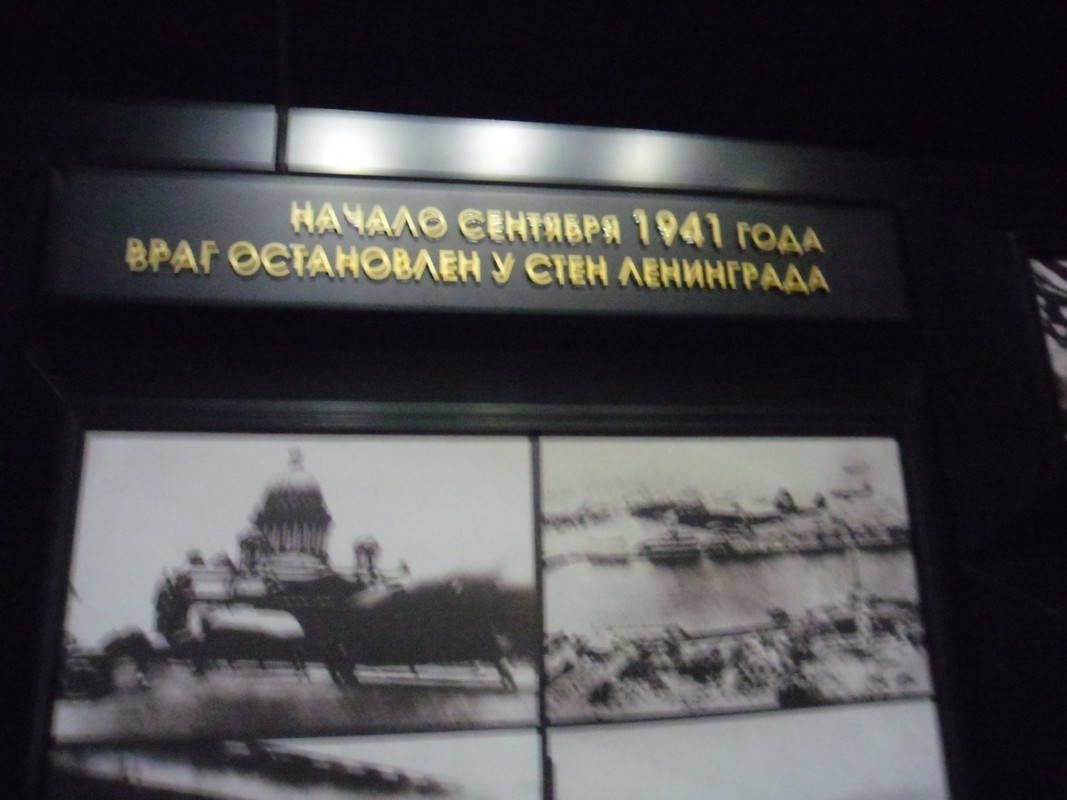 НАЧАЛО СЕНТЯБРЯ 1941 ГОДА
ВРАГ ОСТАНОВЛЕН У СТЕН ЛЕНИНГРАДА